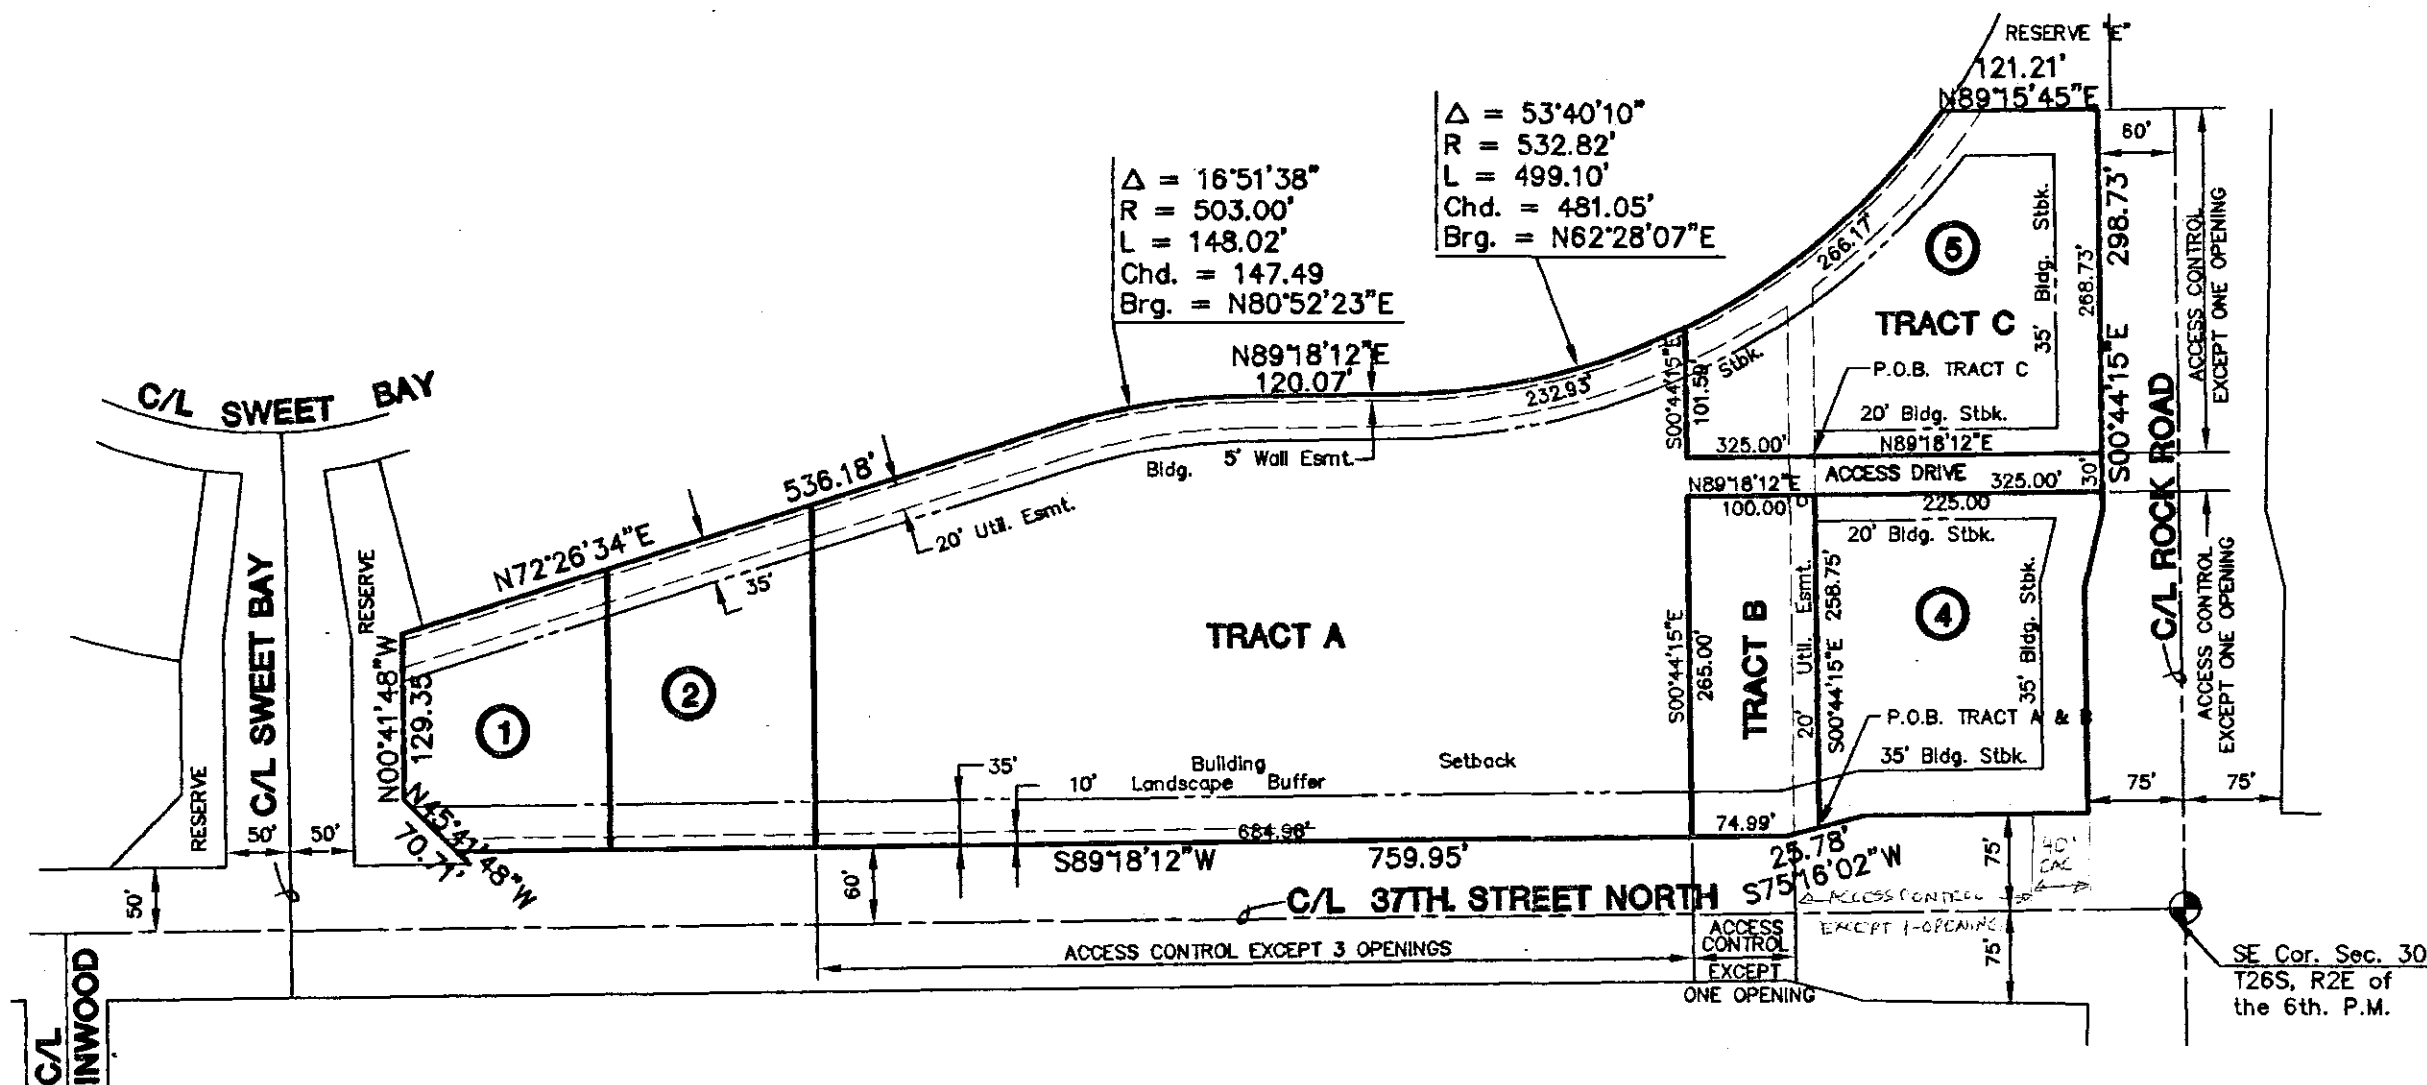 RESERVE "E"
121.21'
N89°15'45"E
60'
Δ = 53°40'10"
R = 532.82'
L = 499.10'
Chd. = 481.05'
Brg. = N62°28'07"E
Δ = 16°51'38"
R = 503.00'
L = 148.02'
Chd. = 147.49
Brg. = N80°52'23"E
N89°18'12"E
120.07'
232.93'
266.17'
5
TRACT C
35' Bldg. Stbk.
268.73'
S00°44'15"E 298.73'
ACCESS CONTROL
EXCEPT ONE OPENING
P.O.B. TRACT C
20' Bldg. Stbk.
S00°44'15"E
101.59'
Stbk.
325.00'
N89°18'12"E
ACCESS DRIVE
30'
N89°18'12"E
325.00'
100.00'
225.00
20' Bldg. Stbk.
C/L SWEET BAY
536.18'
Bldg.
5' Wall Esmt.
20' Util. Esmt.
35'
N72°26'34"E
RESERVE
C/L SWEET BAY
RESERVE
N00°41'48"W
129.35
N45°41'48"W
70.71'
1
2
TRACT A
S00°44'15"E
265.00'
TRACT B
20' Util. Esmt.
S00°44'15"E 258.75'
4
35' Bldg. Stbk.
P.O.B. TRACT A & B
35' Bldg. Stbk.
C/L ROCK ROAD
ACCESS CONTROL
EXCEPT ONE OPENING
75'
75'
35'
10'
Building Setback
Landscape Buffer
684.96'
74.99'
S89°18'12"W 759.95'
25.78'
S75°16'02"W
50'
50'
50'
60'
C/L 37TH. STREET NORTH
75'
40'
CAC
ACCESS CONTROL
EXCEPT 1-OPENING
75'
ACCESS CONTROL EXCEPT 3 OPENINGS
ACCESS
CONTROL
EXCEPT
ONE OPENING
SE Cor. Sec. 30
T26S, R2E of
the 6th. P.M.
C/L
INWOOD